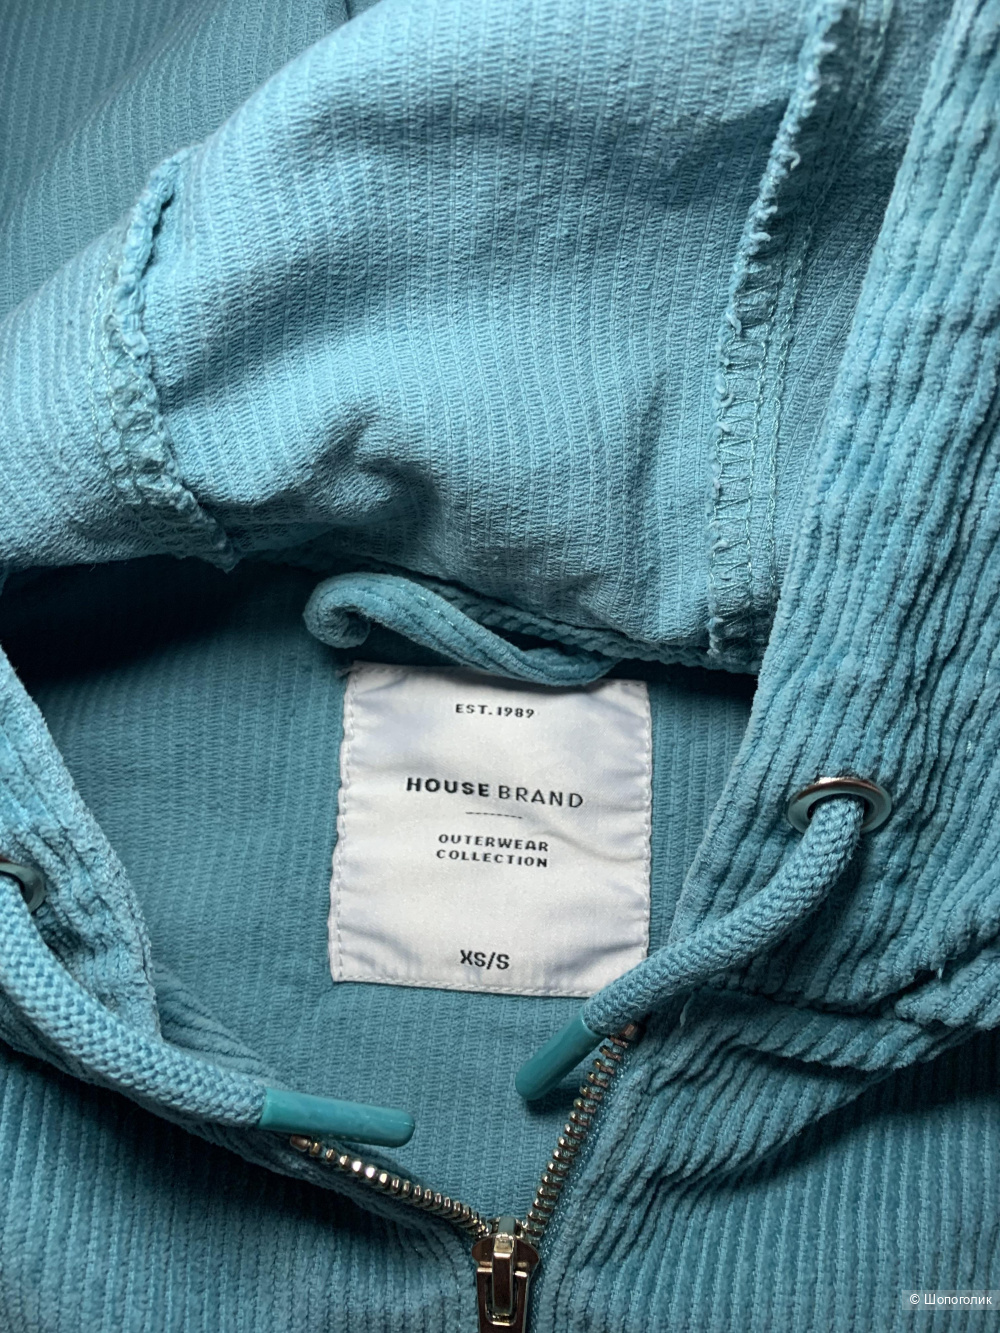 EST.1989
HOUSE BRAND
OUTERWEAR
COLLECTION
XS/S
© Шопоголик